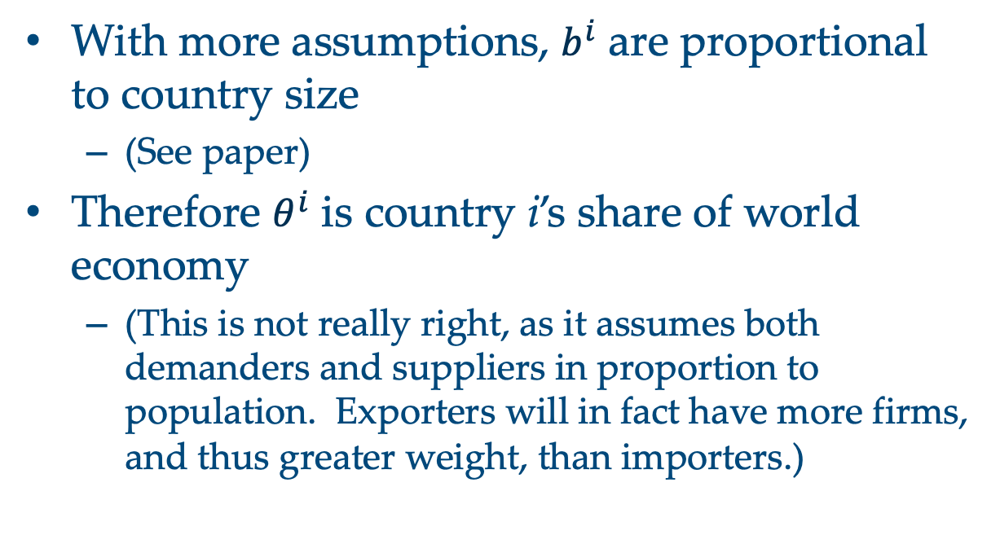 • With more assumptions, bⁱ are proportional
to country size
– (See paper)
• Therefore θⁱ is country i's share of world
economy
– (This is not really right, as it assumes both
demanders and suppliers in proportion to
population.  Exporters will in fact have more firms,
and thus greater weight, than importers.)